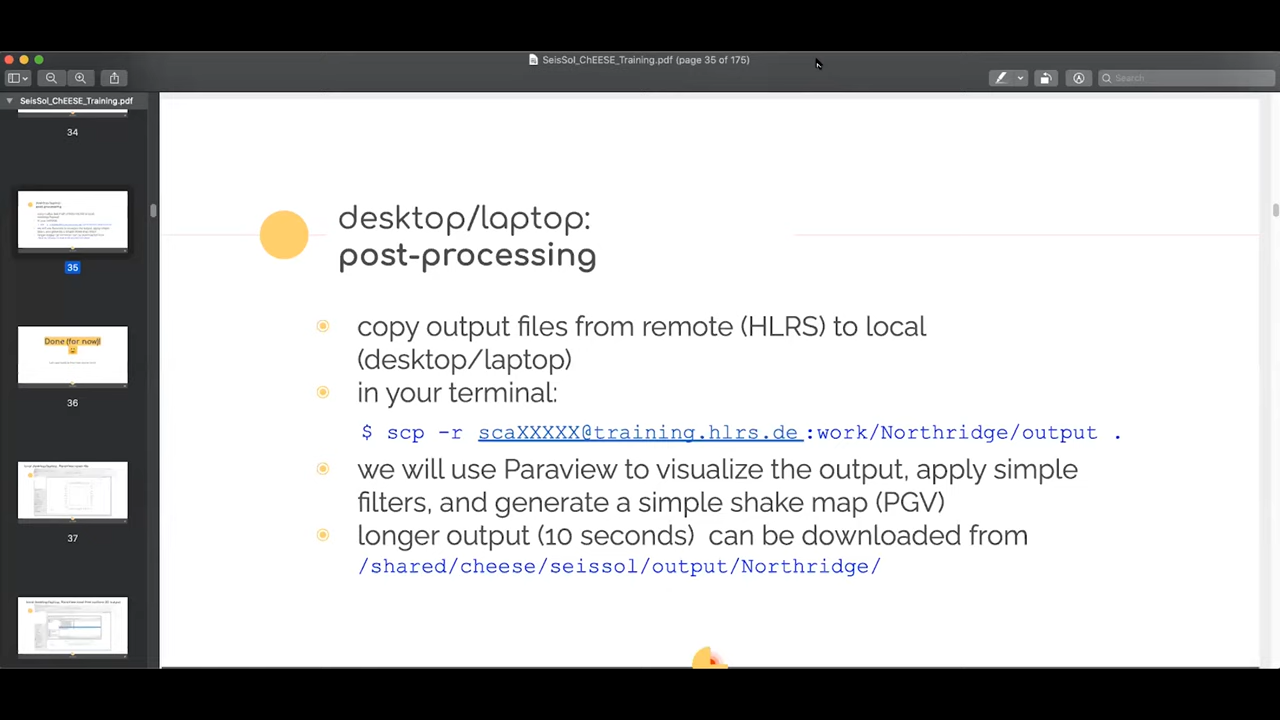 SeisSol_ChEESE_Training.pdf (page 35 of 175)
Search
SeisSol_ChEESE_Training.pdf
34
35
Done (for now)!
36
37
desktop/laptop:
post-processing
copy output files from remote (HLRS) to local
(desktop/laptop)
in your terminal:
$ scp -r scaXXXXX@training.hlrs.de :work/Northridge/output .
we will use Paraview to visualize the output, apply simple
filters, and generate a simple shake map (PGV)
longer output (10 seconds) can be downloaded from
/shared/cheese/seissol/output/Northridge/